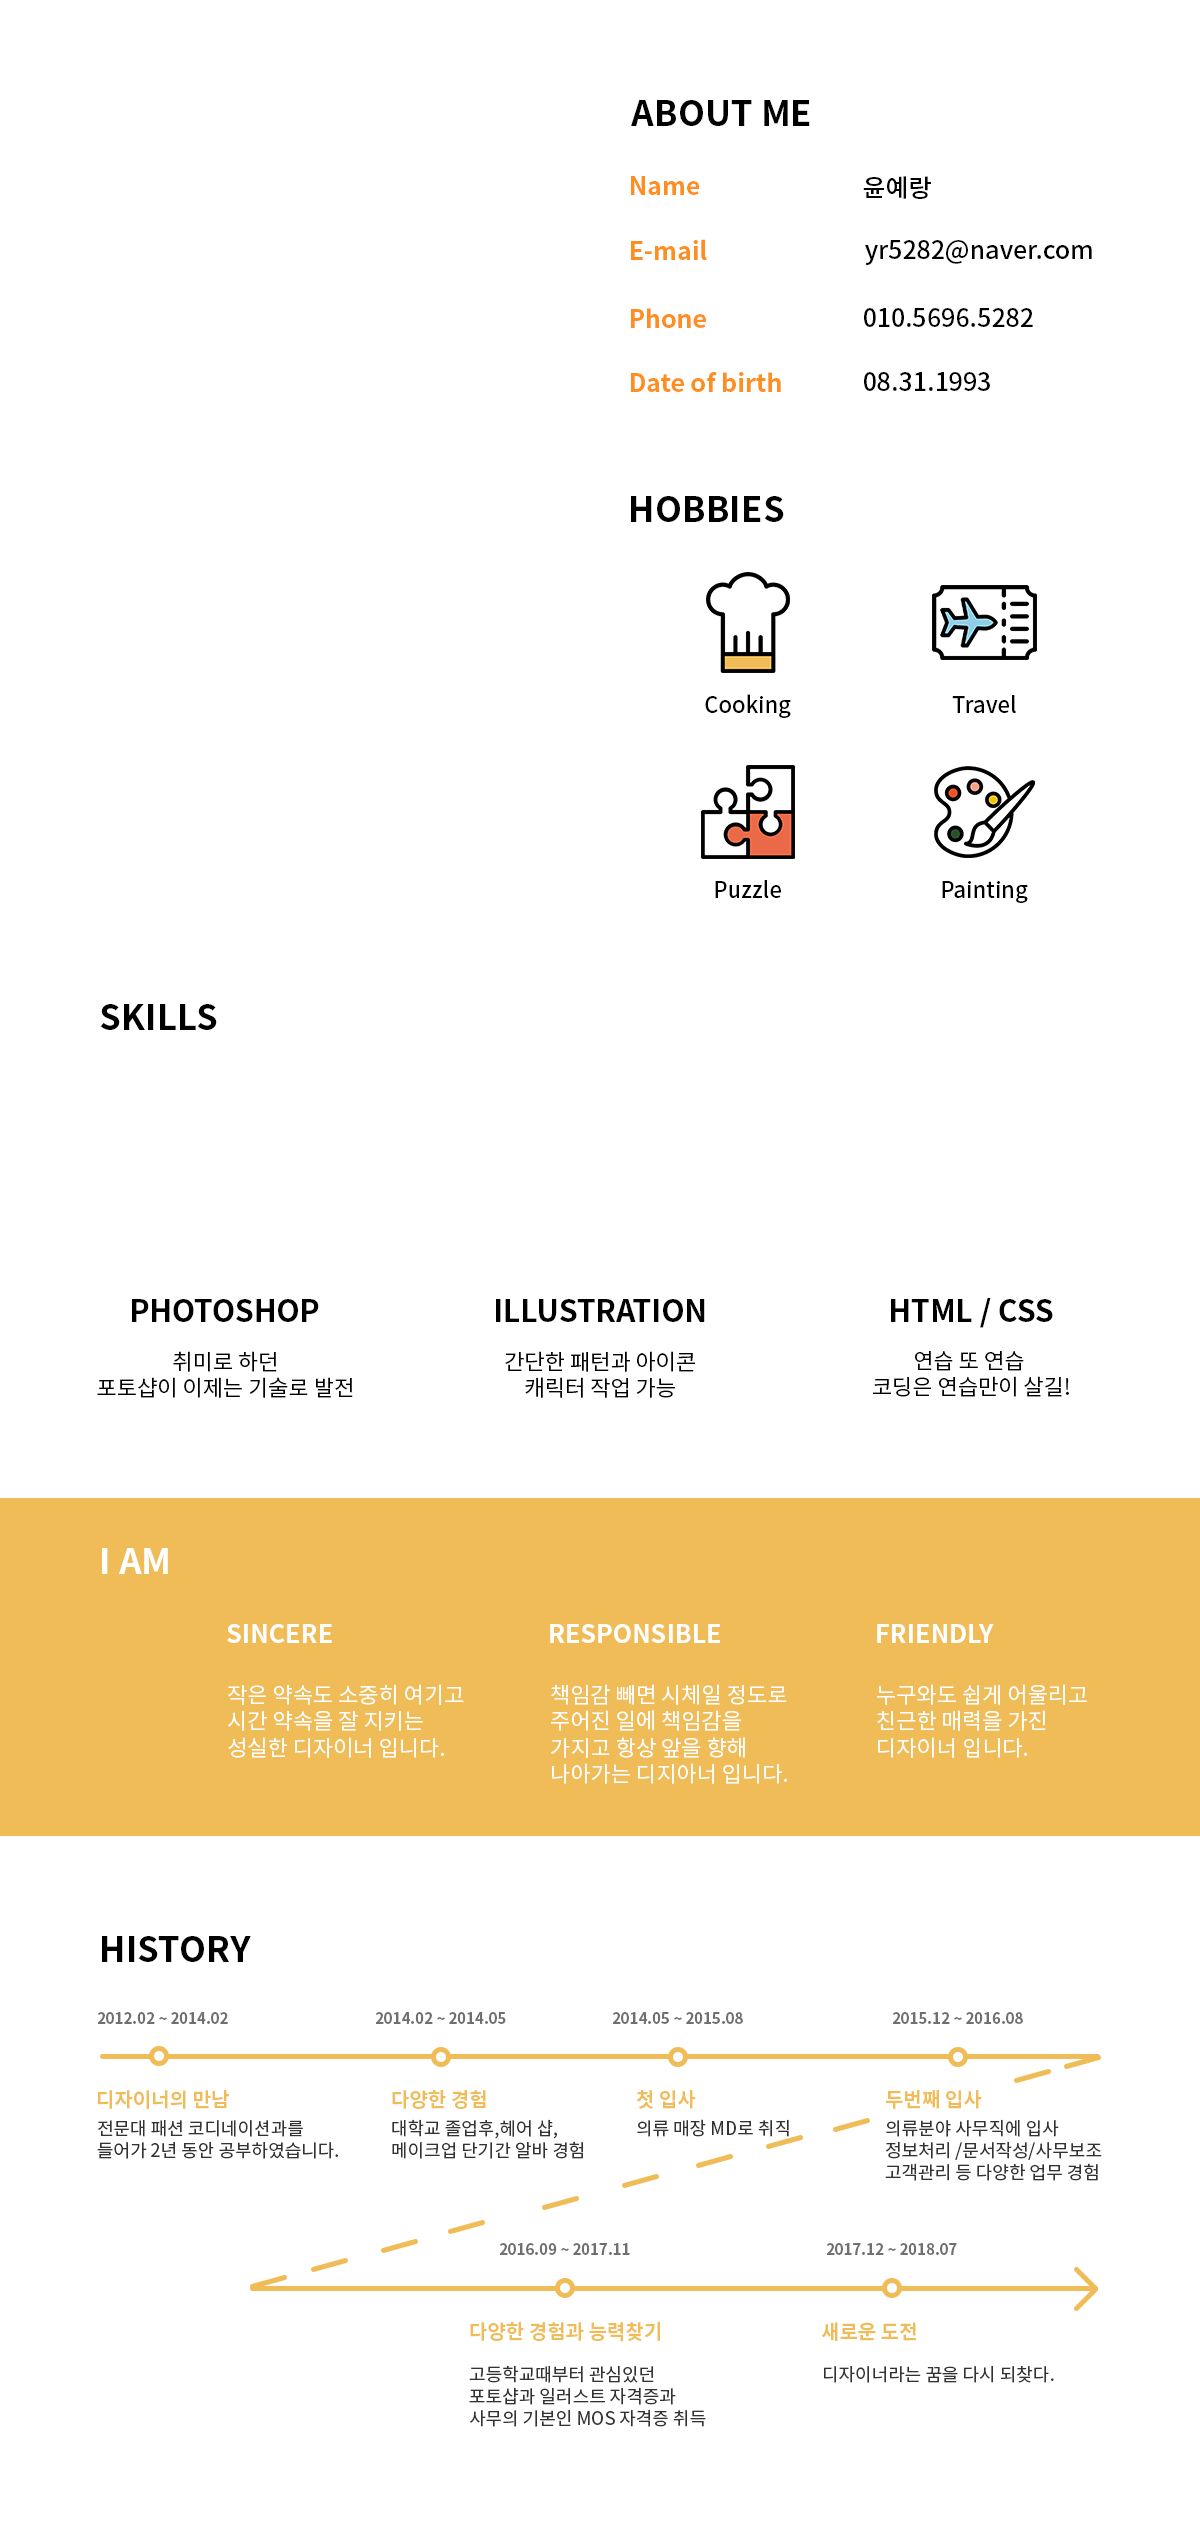 ABOUT ME
Name 윤예랑
E-mail yr5282@naver.com
Phone 010.5696.5282
Date of birth 08.31.1993
HOBBIES
Cooking
Travel
Puzzle
Painting
SKILLS
PHOTOSHOP
취미로 하던
포토샵이 이제는 기술로 발전
ILLUSTRATION
간단한 패턴과 아이콘
캐릭터 작업 가능
HTML / CSS
연습 또 연습
코딩은 연습만이 살길!
I AM
SINCERE
작은 약속도 소중히 여기고
시간 약속을 잘 지키는
성실한 디자이너 입니다.
RESPONSIBLE
책임감 빼면 시체일 정도로
주어진 일에 책임감을
가지고 항상 앞을 향해
나아가는 디지아너 입니다.
FRIENDLY
누구와도 쉽게 어울리고
친근한 매력을 가진
디자이너 입니다.
HISTORY
2012.02 ~ 2014.02
디자이너의 만남
전문대 패션 코디네이션과를
들어가 2년 동안 공부하였습니다.
2014.02 ~ 2014.05
다양한 경험
대학교 졸업후,헤어 샵,
메이크업 단기간 알바 경험
2014.05 ~ 2015.08
첫 입사
의류 매장 MD로 취직
2015.12 ~ 2016.08
두번째 입사
의류분야 사무직에 입사
정보처리 /문서작성/사무보조
고객관리 등 다양한 업무 경험
2016.09 ~ 2017.11
다양한 경험과 능력찾기
고등학교때부터 관심있던
포토샵과 일러스트 자격증과
사무의 기본인 MOS 자격증 취득
2017.12 ~ 2018.07
새로운 도전
디자이너라는 꿈을 다시 되찾다.